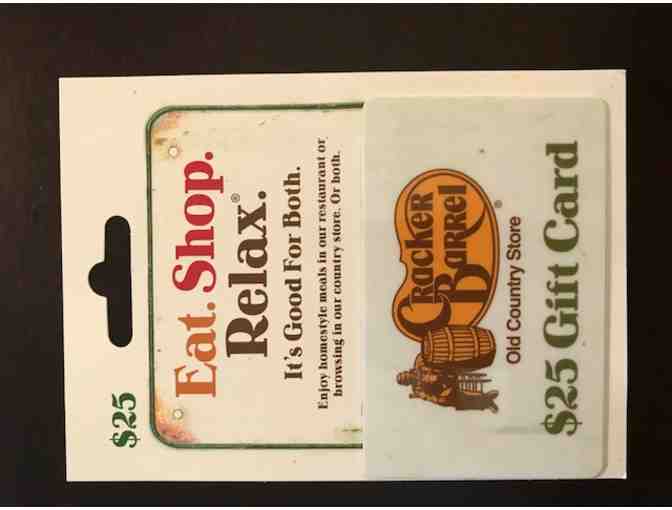 $25
Eat. Shop.
Relax.®
It's Good For Both.
Enjoy homestyle meals in our restaurant or
browsing in our country store. Or both.
Cracker
Barrel
®
Old Country Store
$25 Gift Card